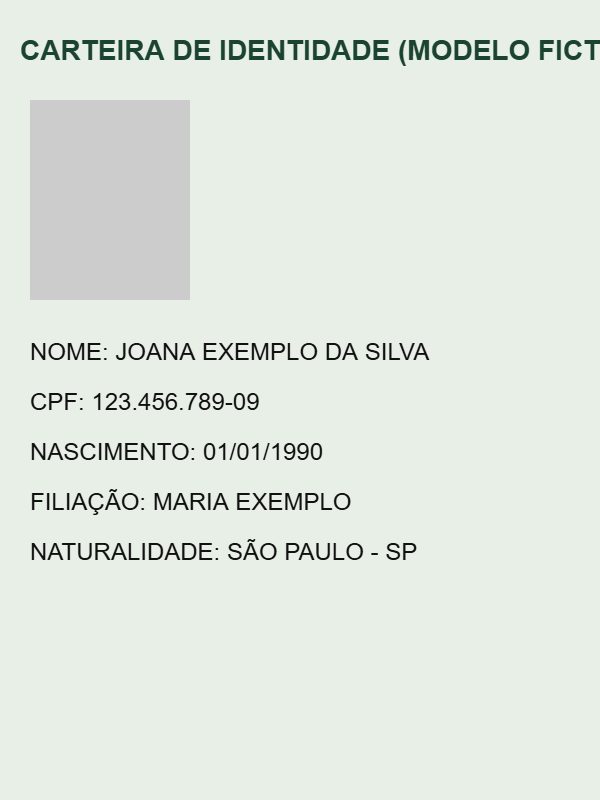 CARTEIRA DE IDENTIDADE (MODELO FICT
NOME: JOANA EXEMPLO DA SILVA
CPF: 123.456.789-09
NASCIMENTO: 01/01/1990
FILIAÇÃO: MARIA EXEMPLO
NATURALIDADE: SÃO PAULO - SP